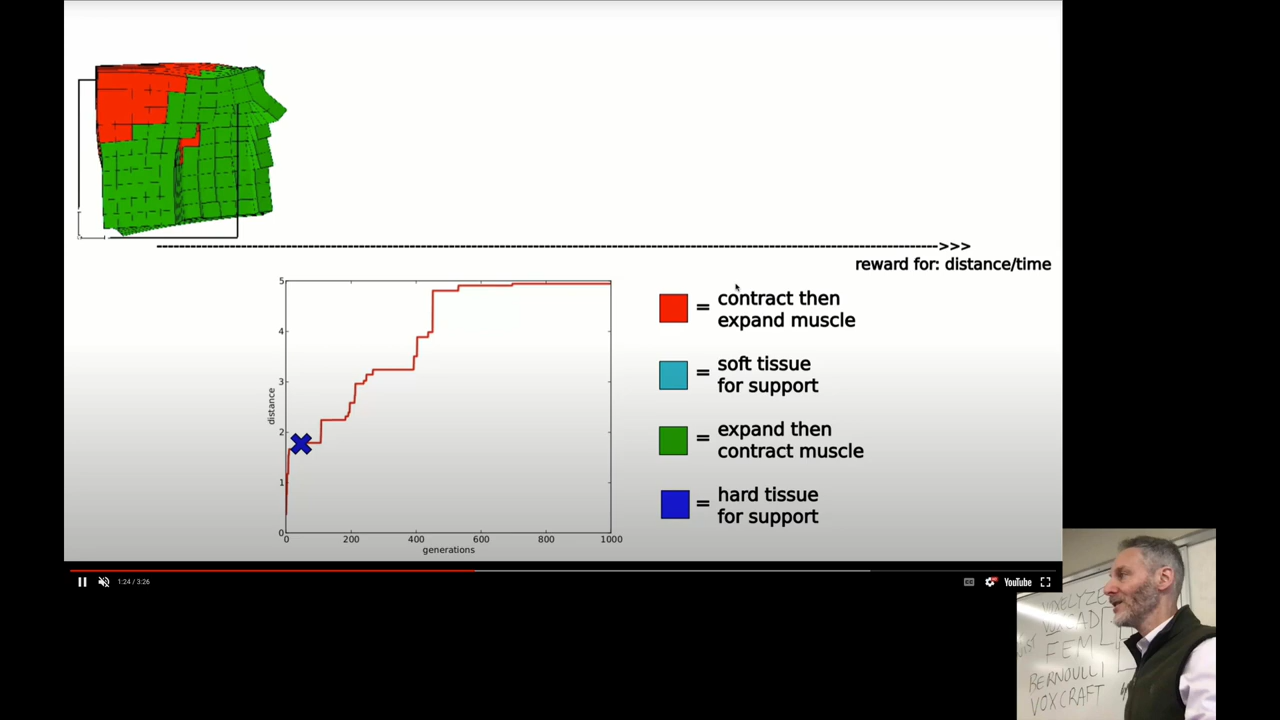 reward for: distance/time
5
4
3
2
1
0
distance
0 200 400 600 800 1000
generations
= contract then
expand muscle
= soft tissue
for support
= expand then
contract muscle
= hard tissue
for support
1:24 / 3:26
CC
YouTube
VOXELYZE
VOXCAD
FEM
BERNOULLI
VOXCRAFT